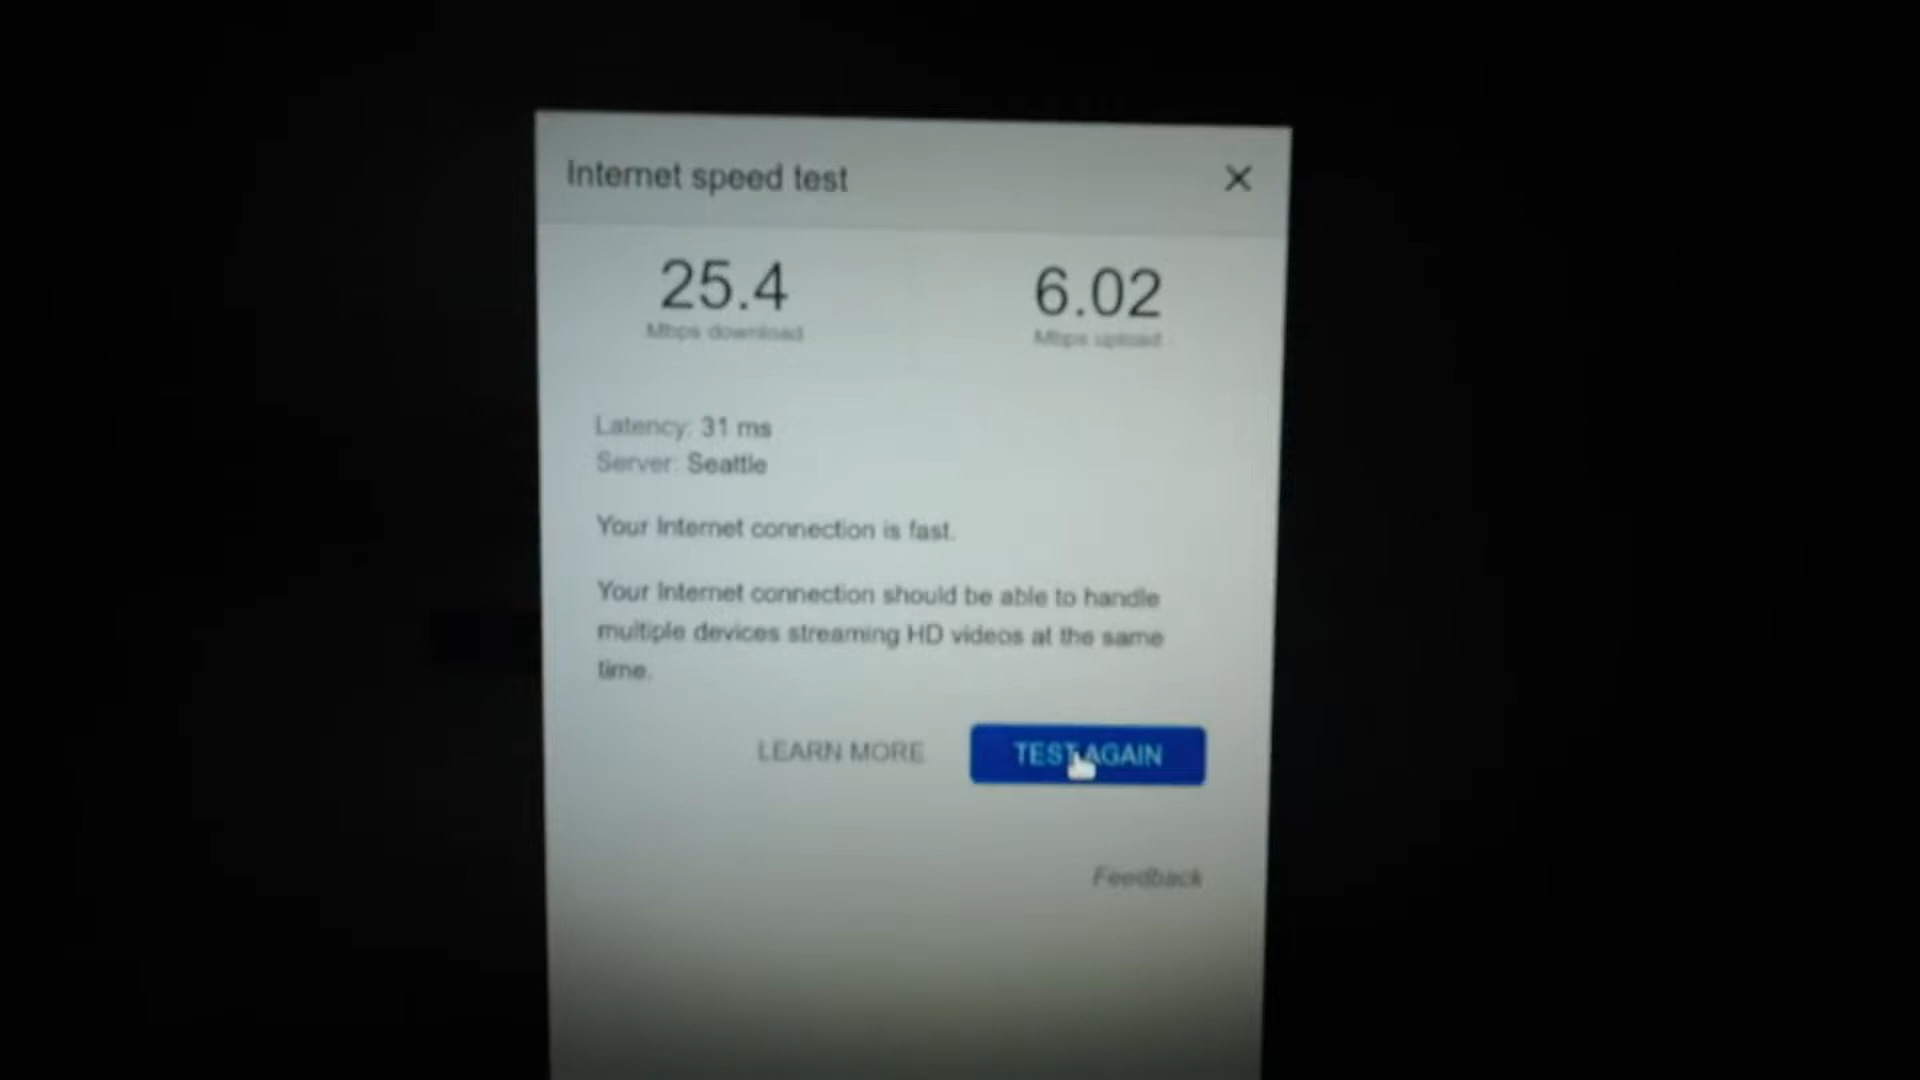 Internet speed test
25.4
Mbps download
6.02
Mbps upload
Latency: 31 ms
Server: Seattle
Your Internet connection is fast.
Your Internet connection should be able to handle
multiple devices streaming HD videos at the same
time.
LEARN MORE
TEST AGAIN
Feedback